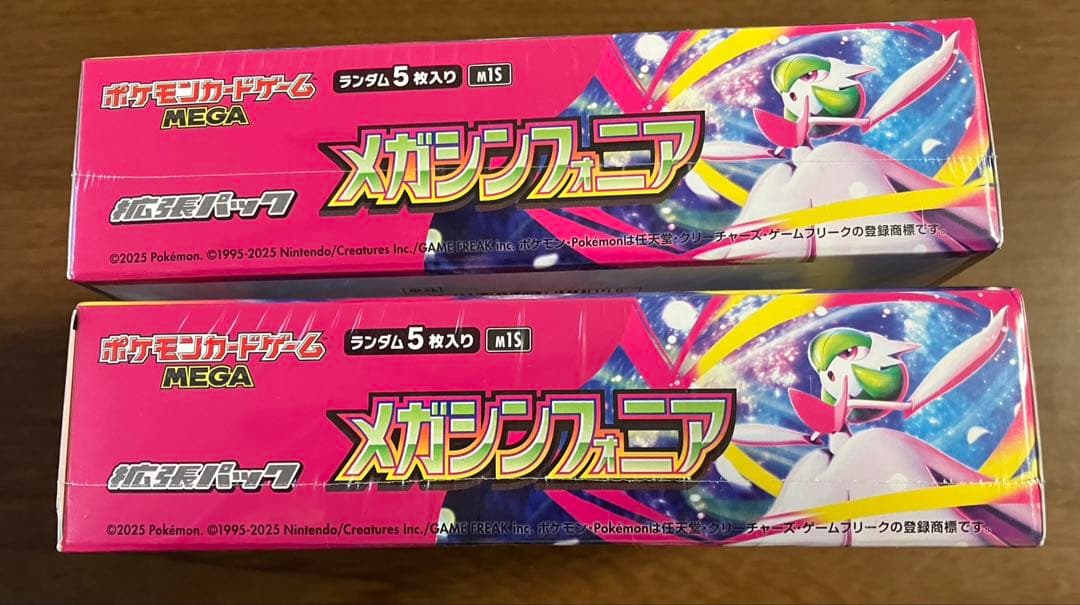 ポケモンカードゲーム
MEGA
ランダム5枚入り
M1S
メガシンフォニア
拡張パック
©2025 Pokémon. ©1995-2025 Nintendo/Creatures Inc./GAME FREAK inc. ポケモン・Pokémonは任天堂・クリーチャーズ・ゲームフリークの登録商標です。
ポケモンカードゲーム
MEGA
ランダム5枚入り
M1S
メガシンフォニア
拡張パック
©2025 Pokémon. ©1995-2025 Nintendo/Creatures Inc./GAME FREAK inc. ポケモン・Pokémonは任天堂・クリーチャーズ・ゲームフリークの登録商標です。